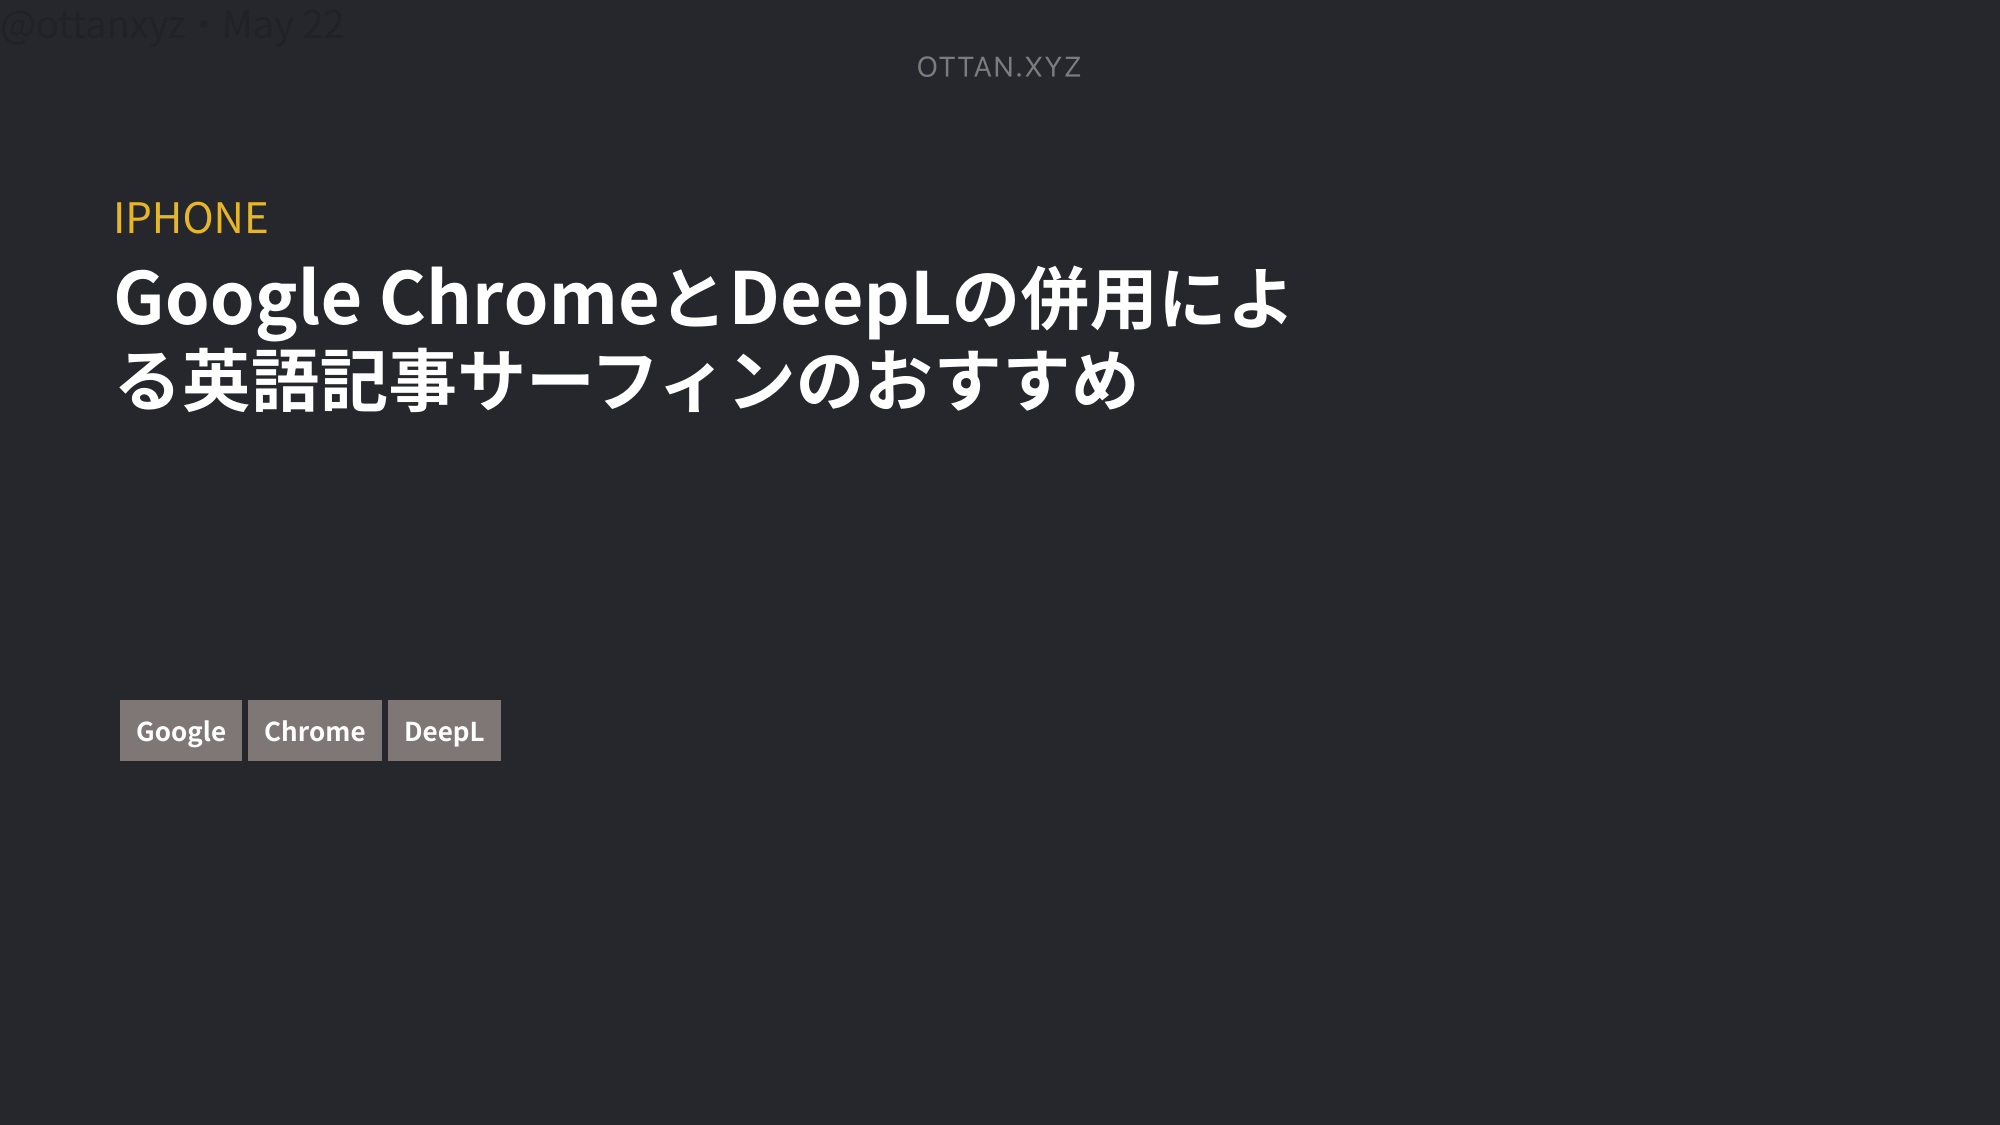 @ottanxyz・May 22
OTTAN.XYZ
IPHONE
Google ChromeとDeepLの併用によ
る英語記事サーフィンのおすすめ
Google Chrome DeepL